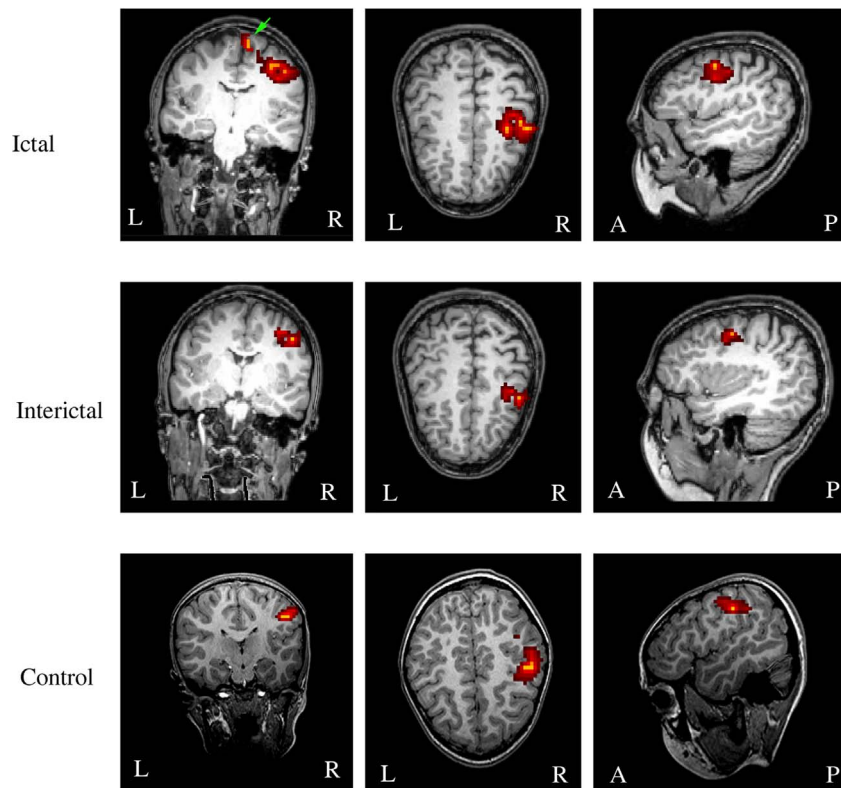 Ictal
L R
L R
A P
Interictal
L R
L R
A P
Control
L R
L R
A P